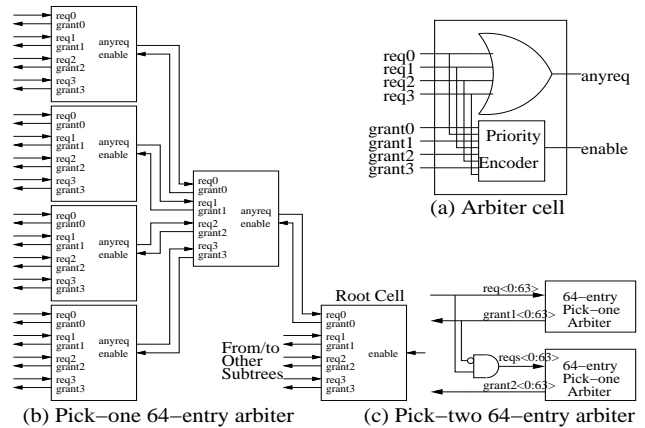 req0
grant0
req1
grant1
req2
grant2
req3
grant3
anyreq
enable
req0
grant0
req1
grant1
req2
grant2
req3
grant3
anyreq
enable
req0
grant0
req1
grant1
req2
grant2
req3
grant3
anyreq
enable
req0
grant0
req1
grant1
req2
grant2
req3
grant3
anyreq
enable
req0
grant0
req1
grant1
req2
grant2
req3
grant3
anyreq
enable
Root Cell
req0
grant0
req1
grant1
req2
grant2
req3
grant3
enable
From/to
Other
Subtrees
(b) Pick−one 64−entry arbiter
req0
req1
req2
req3
anyreq
grant0
grant1
grant2
grant3
Priority
Encoder
enable
(a) Arbiter cell
req<0:63>
grant1<0:63>
64−entry
Pick−one
Arbiter
reqs<0:63>
grant2<0:63>
64−entry
Pick−one
Arbiter
(c) Pick−two 64−entry arbiter